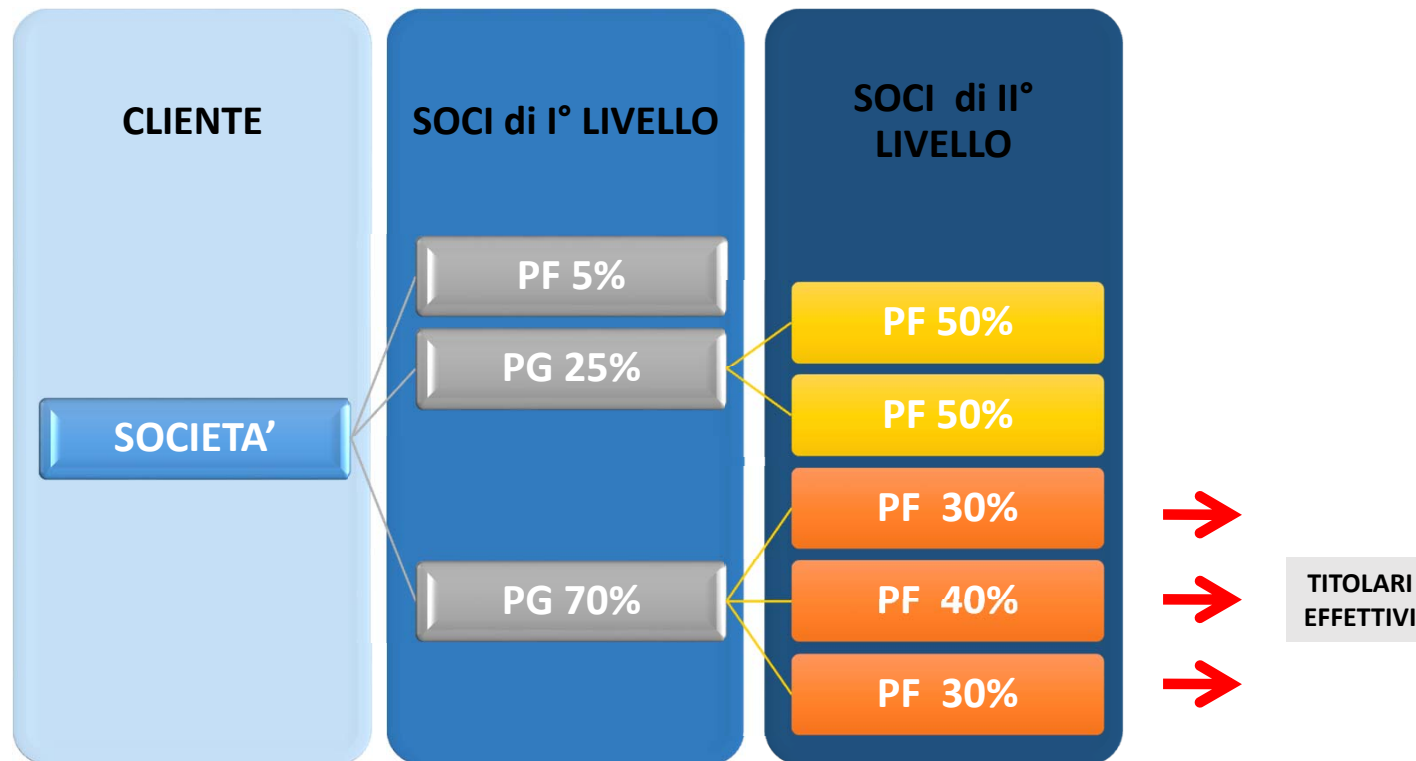 CLIENTE
SOCI di I° LIVELLO
SOCI di II°
LIVELLO
SOCIETA’
PF 5%
PG 25%
PG 70%
PF 50%
PF 50%
PF 30%
PF 40%
PF 30%
TITOLARI
EFFETTIVI